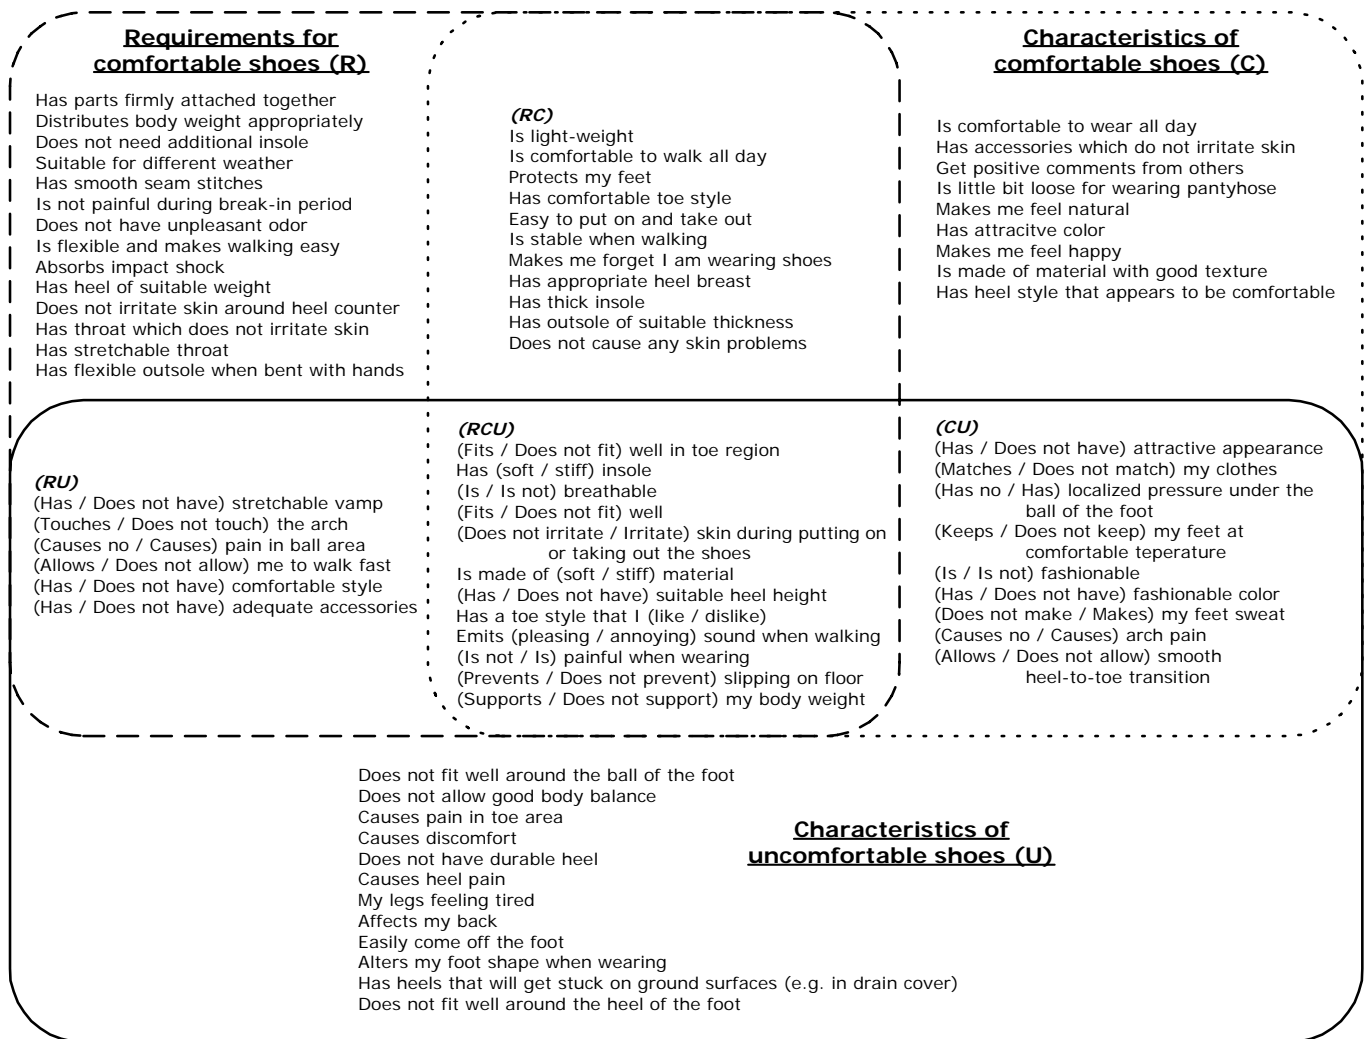 Requirements for
comfortable shoes (R)
Has parts firmly attached together
Distributes body weight appropriately
Does not need additional insole
Suitable for different weather
Has smooth seam stitches
Is not painful during break-in period
Does not have unpleasant odor
Is flexible and makes walking easy
Absorbs impact shock
Has heel of suitable weight
Does not irritate skin around heel counter
Has throat which does not irritate skin
Has stretchable throat
Has flexible outsole when bent with hands
(RC)
Is light-weight
Is comfortable to walk all day
Protects my feet
Has comfortable toe style
Easy to put on and take out
Is stable when walking
Makes me forget I am wearing shoes
Has appropriate heel breast
Has thick insole
Has outsole of suitable thickness
Does not cause any skin problems
Characteristics of
comfortable shoes (C)
Is comfortable to wear all day
Has accessories which do not irritate skin
Get positive comments from others
Is little bit loose for wearing pantyhose
Makes me feel natural
Has attracitve color
Makes me feel happy
Is made of material with good texture
Has heel style that appears to be comfortable
(RU)
(Has / Does not have) stretchable vamp
(Touches / Does not touch) the arch
(Causes no / Causes) pain in ball area
(Allows / Does not allow) me to walk fast
(Has / Does not have) comfortable style
(Has / Does not have) adequate accessories
(RCU)
(Fits / Does not fit) well in toe region
Has (soft / stiff) insole
(Is / Is not) breathable
(Fits / Does not fit) well
(Does not irritate / Irritate) skin during putting on
or taking out the shoes
Is made of (soft / stiff) material
(Has / Does not have) suitable heel height
Has a toe style that I (like / dislike)
Emits (pleasing / annoying) sound when walking
(Is not / Is) painful when wearing
(Prevents / Does not prevent) slipping on floor
(Supports / Does not support) my body weight
(CU)
(Has / Does not have) attractive appearance
(Matches / Does not match) my clothes
(Has no / Has) localized pressure under the
ball of the foot
(Keeps / Does not keep) my feet at
comfortable teperature
(Is / Is not) fashionable
(Has / Does not have) fashionable color
(Does not make / Makes) my feet sweat
(Causes no / Causes) arch pain
(Allows / Does not allow) smooth
heel-to-toe transition
Does not fit well around the ball of the foot
Does not allow good body balance
Causes pain in toe area
Causes discomfort
Does not have durable heel
Causes heel pain
My legs feeling tired
Affects my back
Easily come off the foot
Alters my foot shape when wearing
Has heels that will get stuck on ground surfaces (e.g. in drain cover)
Does not fit well around the heel of the foot
Characteristics of
uncomfortable shoes (U)